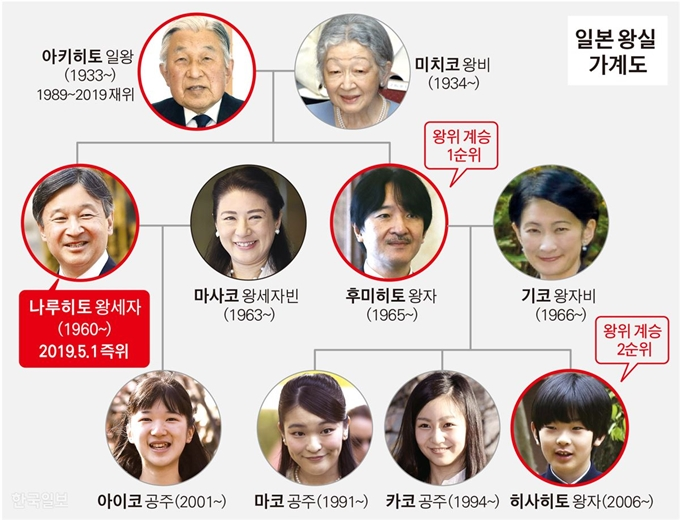 일본 왕실
가계도
아키히토 일왕
(1933~)
1989~2019 재위
미치코 왕비
(1934~)
왕위 계승
1순위
나루히토 왕세자
(1960~)
2019.5.1 즉위
마사코 왕세자빈
(1963~)
후미히토 왕자
(1965~)
기코 왕자비
(1966~)
왕위 계승
2순위
아이코 공주(2001~)
마코 공주(1991~)
카코 공주(1994~)
히사히토 왕자(2006~)
한국일보